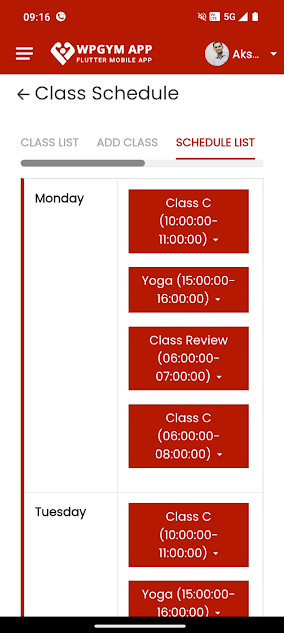 09:16
5G
WPGYM APP
FLUTTER MOBILE APP
Aks...
Class Schedule
CLASS LIST ADD CLASS SCHEDULE LIST
Monday
Class C
(10:00:00-
11:00:00)
Yoga (15:00:00-
16:00:00)
Class Review
(06:00:00-
07:00:00)
Class C
(06:00:00-
08:00:00)
Tuesday
Class C
(10:00:00-
11:00:00)
Yoga (15:00:00-
16:00:00)